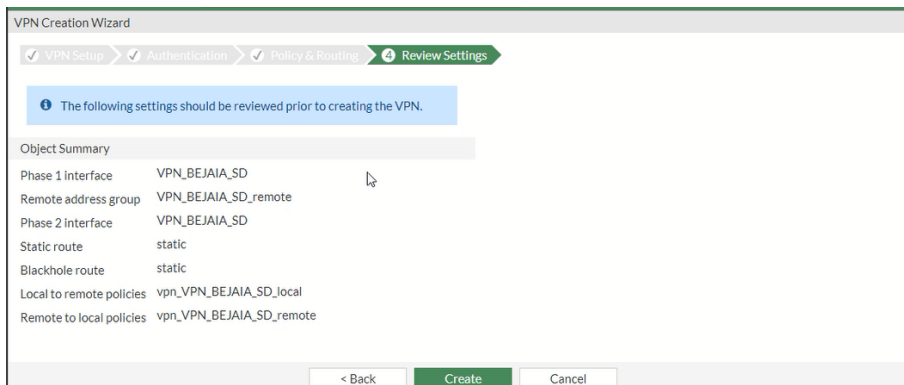 VPN Creation Wizard
VPN Setup Authentication Policy & Routing 4 Review Settings
The following settings should be reviewed prior to creating the VPN.
Object Summary
Phase 1 interface VPN_BEJAIA_SD
Remote address group VPN_BEJAIA_SD_remote
Phase 2 interface VPN_BEJAIA_SD
Static route static
Blackhole route static
Local to remote policies vpn_VPN_BEJAIA_SD_local
Remote to local policies vpn_VPN_BEJAIA_SD_remote
< Back Create Cancel